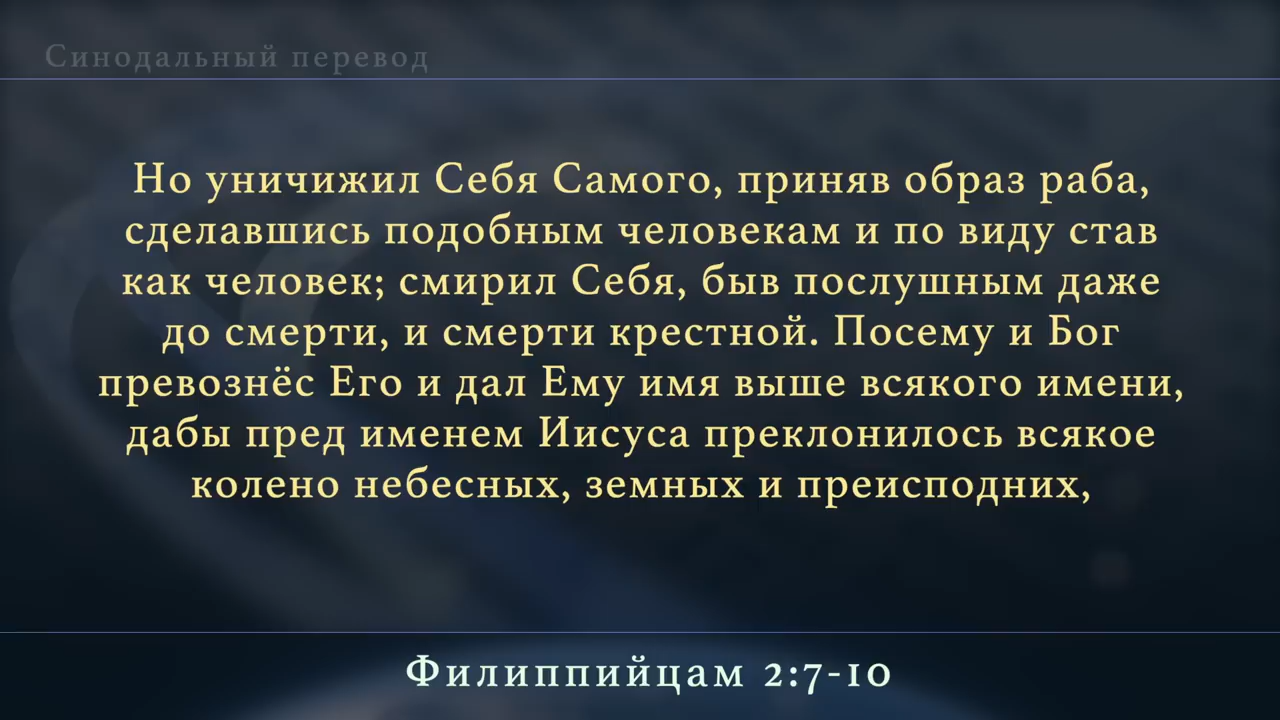 Синодальный перевод
Но уничижил Себя Самого, приняв образ раба,
сделавшись подобным человекам и по виду став
как человек; смирил Себя, быв послушным даже
до смерти, и смерти крестной. Посему и Бог
превознёс Его и дал Ему имя выше всякого имени,
дабы пред именем Иисуса преклонилось всякое
колено небесных, земных и преисподних,
Филиппийцам 2:7-10